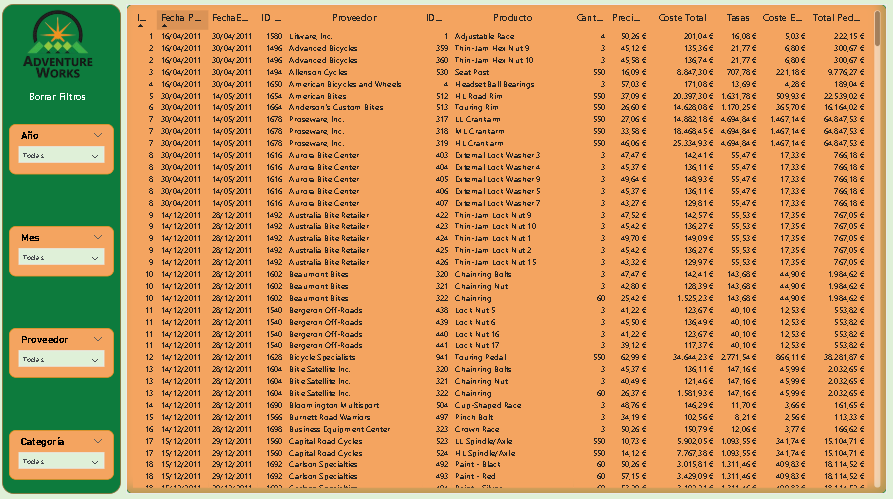 ADVENTURE
WORKS
Borrar Filtros
Año
Todas
Mes
Todas
Proveedor
Todas
Categoría
Todas
I... Fecha P... FechaE... ID ... Proveedor ID... Producto Cant... Preci... Coste Total Tasas Coste E... Total Ped...
1 16/04/2011 30/04/2011 1580 Litware, Inc. 1 Adjustable Race 4 50,26 € 201,04 € 16,08 € 5,03 € 222,15 €
2 16/04/2011 30/04/2011 1496 Advanced Bicycles 359 Thin-Jam Hex Nut 9 3 45,12 € 135,36 € 21,77 € 6,80 € 300,67 €
2 16/04/2011 30/04/2011 1496 Advanced Bicycles 360 Thin-Jam Hex Nut 10 3 45,58 € 136,74 € 21,77 € 6,80 € 300,67 €
3 16/04/2011 30/04/2011 1494 Allenson Cycles 530 Seat Post 550 16,09 € 8.847,30 € 707,78 € 221,18 € 9.776,27 €
4 16/04/2011 30/04/2011 1650 American Bicycles and Wheels 4 Headset Ball Bearings 3 57,03 € 171,08 € 13,69 € 4,28 € 189,04 €
5 30/04/2011 14/05/2011 1654 American Bikes 512 HL Road Rim 550 37,09 € 20.397,30 € 1.631,78 € 509,93 € 22.539,02 €
6 30/04/2011 14/05/2011 1664 Anderson's Custom Bikes 513 Touring Rim 550 26,60 € 14.628,08 € 1.170,25 € 365,70 € 16.164,02 €
7 30/04/2011 14/05/2011 1678 Proseware, Inc. 317 LL Crankarm 550 27,06 € 14.882,18 € 4.694,84 € 1.467,14 € 64.847,53 €
7 30/04/2011 14/05/2011 1678 Proseware, Inc. 318 ML Crankarm 550 33,58 € 18.468,45 € 4.694,84 € 1.467,14 € 64.847,53 €
7 30/04/2011 14/05/2011 1678 Proseware, Inc. 319 HL Crankarm 550 46,06 € 25.334,93 € 4.694,84 € 1.467,14 € 64.847,53 €
8 30/04/2011 14/05/2011 1616 Aurora Bike Center 403 External Lock Washer 3 3 47,47 € 142,41 € 55,47 € 17,33 € 766,18 €
8 30/04/2011 14/05/2011 1616 Aurora Bike Center 404 External Lock Washer 4 3 45,37 € 136,11 € 55,47 € 17,33 € 766,18 €
8 30/04/2011 14/05/2011 1616 Aurora Bike Center 405 External Lock Washer 9 3 49,64 € 148,93 € 55,47 € 17,33 € 766,18 €
8 30/04/2011 14/05/2011 1616 Aurora Bike Center 406 External Lock Washer 5 3 45,37 € 136,11 € 55,47 € 17,33 € 766,18 €
8 30/04/2011 14/05/2011 1616 Aurora Bike Center 407 External Lock Washer 7 3 43,27 € 129,81 € 55,47 € 17,33 € 766,18 €
9 14/12/2011 28/12/2011 1492 Australia Bike Retailer 422 Thin-Jam Lock Nut 9 3 47,52 € 142,57 € 55,53 € 17,35 € 767,05 €
9 14/12/2011 28/12/2011 1492 Australia Bike Retailer 423 Thin-Jam Lock Nut 10 3 45,42 € 136,27 € 55,53 € 17,35 € 767,05 €
9 14/12/2011 28/12/2011 1492 Australia Bike Retailer 424 Thin-Jam Lock Nut 1 3 49,70 € 149,09 € 55,53 € 17,35 € 767,05 €
9 14/12/2011 28/12/2011 1492 Australia Bike Retailer 425 Thin-Jam Lock Nut 2 3 45,42 € 136,27 € 55,53 € 17,35 € 767,05 €
9 14/12/2011 28/12/2011 1492 Australia Bike Retailer 426 Thin-Jam Lock Nut 15 3 43,32 € 129,97 € 55,53 € 17,35 € 767,05 €
10 14/12/2011 28/12/2011 1602 Beaumont Bikes 320 Chainring Bolts 3 47,47 € 142,41 € 143,68 € 44,90 € 1.984,62 €
10 14/12/2011 28/12/2011 1602 Beaumont Bikes 321 Chainring Nut 3 42,80 € 128,39 € 143,68 € 44,90 € 1.984,62 €
10 14/12/2011 28/12/2011 1602 Beaumont Bikes 322 Chainring 60 25,42 € 1.525,23 € 143,68 € 44,90 € 1.984,62 €
11 14/12/2011 28/12/2011 1540 Bergeron Off-Roads 438 Lock Nut 5 3 41,22 € 123,67 € 40,10 € 12,53 € 553,82 €
11 14/12/2011 28/12/2011 1540 Bergeron Off-Roads 439 Lock Nut 6 3 45,50 € 136,49 € 40,10 € 12,53 € 553,82 €
11 14/12/2011 28/12/2011 1540 Bergeron Off-Roads 440 Lock Nut 16 3 41,22 € 123,67 € 40,10 € 12,53 € 553,82 €
11 14/12/2011 28/12/2011 1540 Bergeron Off-Roads 441 Lock Nut 17 3 39,12 € 117,37 € 40,10 € 12,53 € 553,82 €
12 14/12/2011 28/12/2011 1628 Bicycle Specialists 941 Touring Pedal 550 62,99 € 34.644,23 € 2.771,54 € 866,11 € 38.281,87 €
13 14/12/2011 28/12/2011 1604 Bike Satellite Inc. 320 Chainring Bolts 3 45,37 € 136,11 € 147,16 € 45,99 € 2.032,65 €
13 14/12/2011 28/12/2011 1604 Bike Satellite Inc. 321 Chainring Nut 3 40,49 € 121,46 € 147,16 € 45,99 € 2.032,65 €
13 14/12/2011 28/12/2011 1604 Bike Satellite Inc. 322 Chainring 60 26,37 € 1.581,93 € 147,16 € 45,99 € 2.032,65 €
14 14/12/2011 28/12/2011 1690 Bloomington Multisport 504 Cup-Shaped Race 3 48,76 € 146,29 € 11,70 € 3,66 € 161,65 €
15 14/12/2011 28/12/2011 1566 Burnett Road Warriors 497 Pinch Bolt 3 34,19 € 102,56 € 8,21 € 2,56 € 113,33 €
16 14/12/2011 28/12/2011 1698 Business Equipment Center 323 Crown Race 3 50,26 € 150,79 € 12,06 € 3,77 € 166,62 €
17 15/12/2011 29/12/2011 1560 Capital Road Cycles 523 LL Spindle/Axle 550 10,73 € 5.902,05 € 1.093,55 € 341,74 € 15.104,71 €
17 15/12/2011 29/12/2011 1560 Capital Road Cycles 524 HL Spindle/Axle 550 14,12 € 7.767,38 € 1.093,55 € 341,74 € 15.104,71 €
18 15/12/2011 29/12/2011 1492 Carlson Specialties 492 Paint - Black 60 50,26 € 3.015,81 € 1.311,46 € 409,83 € 18.114,52 €
18 15/12/2011 29/12/2011 1492 Carlson Specialties 493 Paint - Red 60 57,15 € 3.429,09 € 1.311,46 € 409,83 € 18.114,52 €